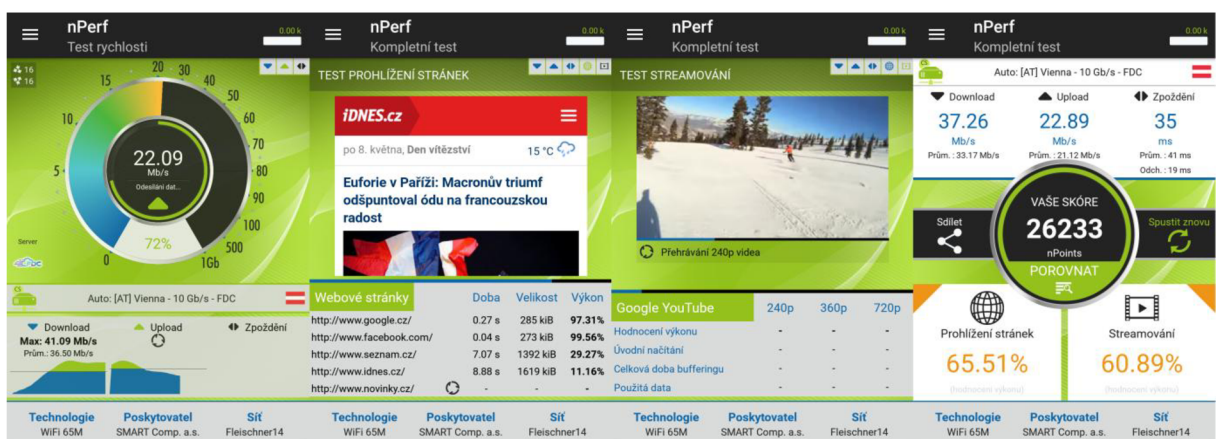 nPerf
Test rychlosti
0.00 k
16
16
0
5
10
15
20
30
40
50
60
70
80
90
100
500
1Gb
22.09
Mb/s
Odesílání dat...
72%
Server
FDC
Auto: [AT] Vienna - 10 Gb/s - FDC
Download
Upload
Zpoždění
Max: 41.09 Mb/s
Prům.: 36.50 Mb/s
Technologie Poskytovatel Síť
WiFi 65M SMART Comp. a.s. Fleischner14
nPerf
Kompletní test
0.00 k
TEST PROHLÍŽENÍ STRÁNEK
iDNES.cz
po 8. května, Den vítězství 15 °C
Euforie v Paříži: Macronův triumf
odšpuntoval ódu na francouzskou
radost
Webové stránky Doba Velikost Výkon
http://www.google.cz/ 0.27 s 285 kiB 97.31%
http://www.facebook.com/ 0.04 s 273 kiB 99.56%
http://www.seznam.cz/ 7.07 s 1392 kiB 29.27%
http://www.idnes.cz/ 8.88 s 1619 kiB 11.16%
http://www.novinky.cz/ - - -
Technologie Poskytovatel Síť
WiFi 65M SMART Comp. a.s. Fleischner14
nPerf
Kompletní test
0.00 k
TEST STREAMOVÁNÍ
Přehrávání 240p videa
Google YouTube 240p 360p 720p
Hodnocení výkonu - - -
Úvodní načítání - - -
Celková doba bufferingu - - -
Použitá data - - -
Technologie Poskytovatel Síť
WiFi 65M SMART Comp. a.s. Fleischner14
nPerf
Kompletní test
0.00 k
Auto: [AT] Vienna - 10 Gb/s - FDC
Download Upload Zpoždění
37.26 22.89 35
Mb/s Mb/s ms
Prům. : 33.17 Mb/s Prům. : 21.12 Mb/s Prům. : 41 ms
Odch. : 19 ms
VAŠE SKÓRE
Sdílet
26233
Spustit znovu
nPoints
POROVNAT
Prohlížení stránek Streamování
65.51% 60.89%
(hodnocení výkonu) (hodnocení výkonu)
Technologie Poskytovatel Síť
WiFi 65M SMART Comp. a.s. Fleischner14